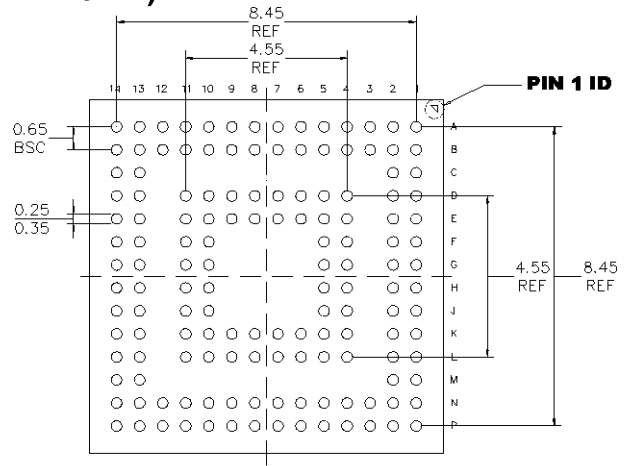 8.45
REF
4.55
REF
14 13 12 11 10 9 8 7 6 5 4 3 2 1
PIN 1 ID
0.65
BSC
A
B
C
D
E
F
G
H
J
K
L
M
N
P
0.25
0.35
4.55
REF
8.45
REF